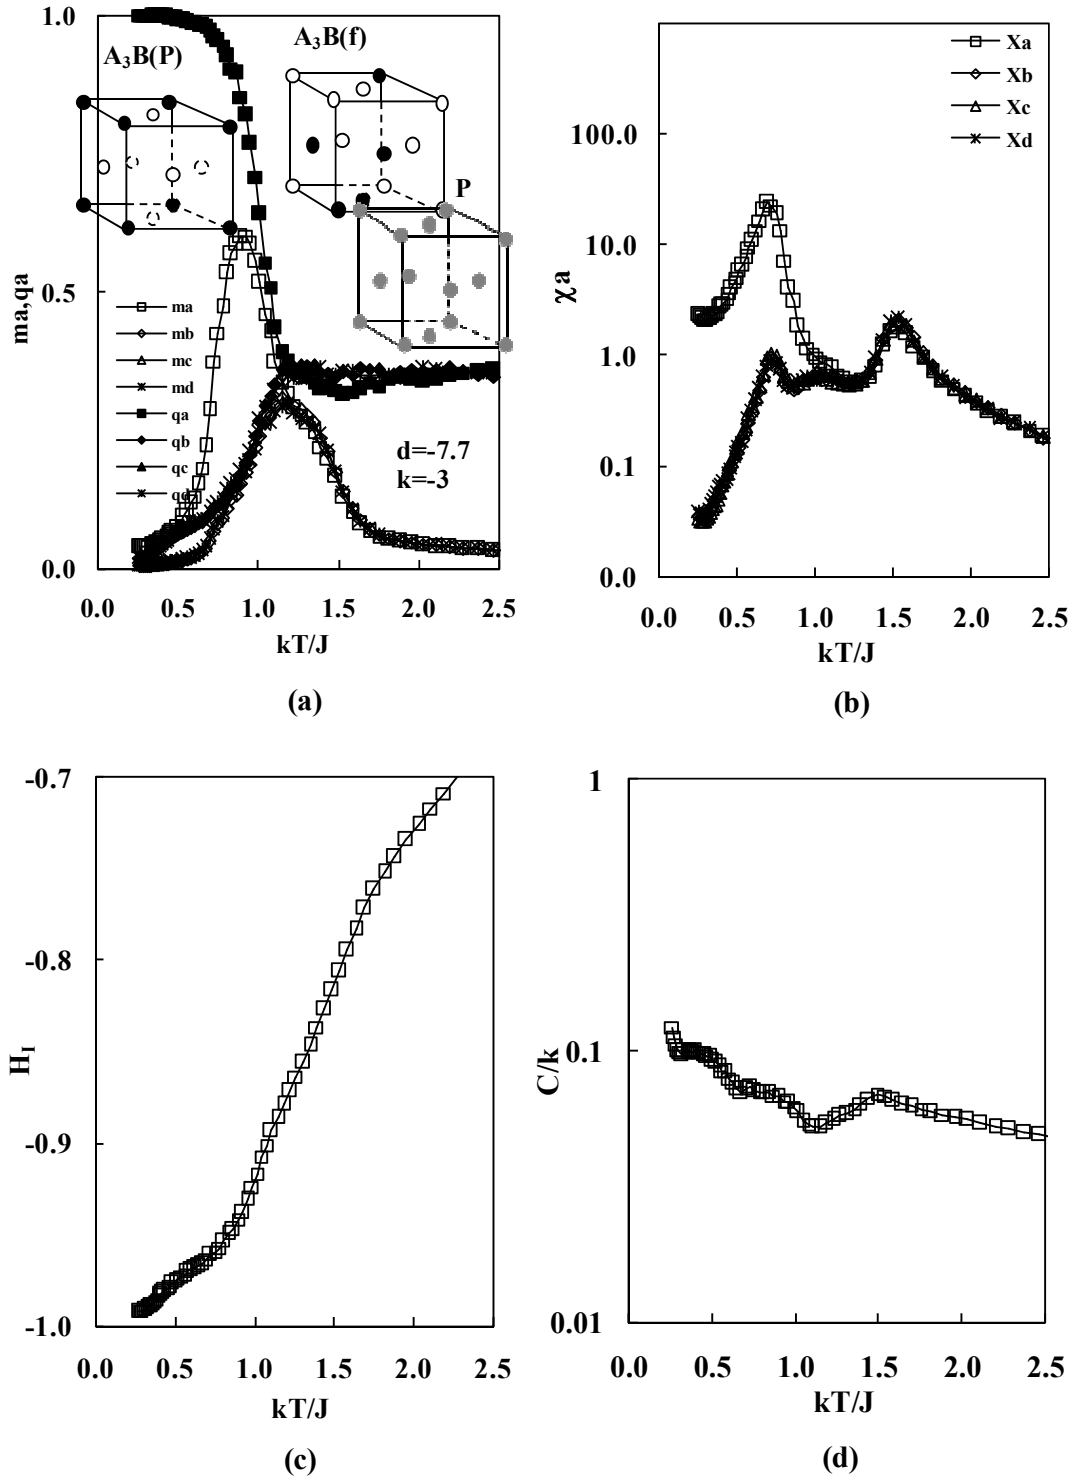 A₃B(P)
A₃B(f)
P
ma,qa
1.0
0.5
0.0
ma
mb
mc
md
qa
qb
qc
qd
d=-7.7
k=-3
0.0 0.5 1.0 1.5 2.0 2.5
kT/J
(a)
Xa
Xb
Xc
Xd
χa
100.0
10.0
1.0
0.1
0.0
0.0 0.5 1.0 1.5 2.0 2.5
kT/J
(b)
H_I
-0.7
-0.8
-0.9
-1.0
0.0 0.5 1.0 1.5 2.0 2.5
kT/J
(c)
C/k
1
0.1
0.01
0.0 0.5 1.0 1.5 2.0 2.5
kT/J
(d)